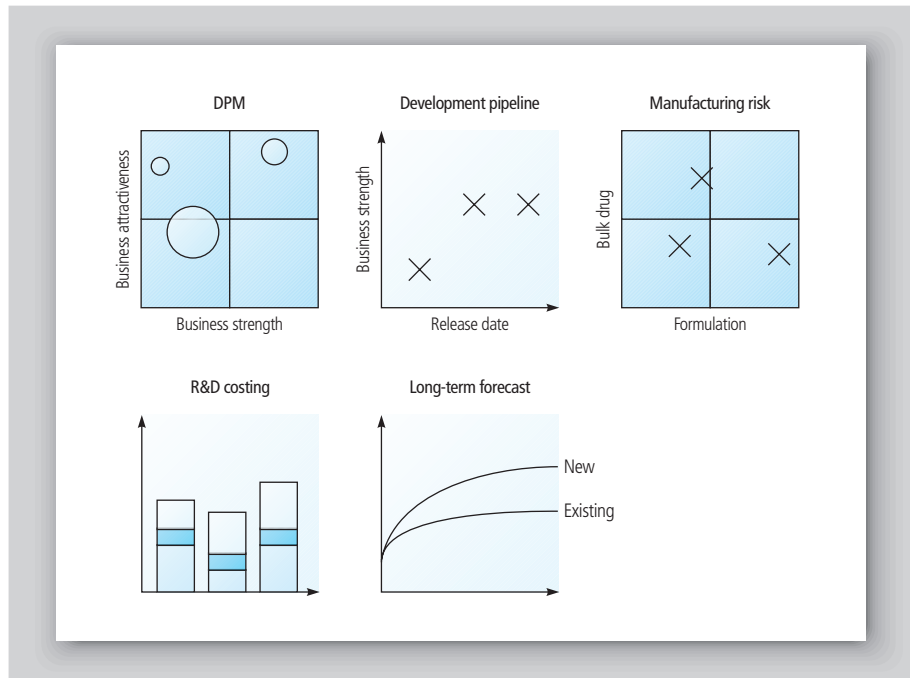 DPM
Business attractiveness
Business strength
Development pipeline
Business strength
Release date
Manufacturing risk
Bulk drug
Formulation
R&D costing
Long-term forecast
New
Existing